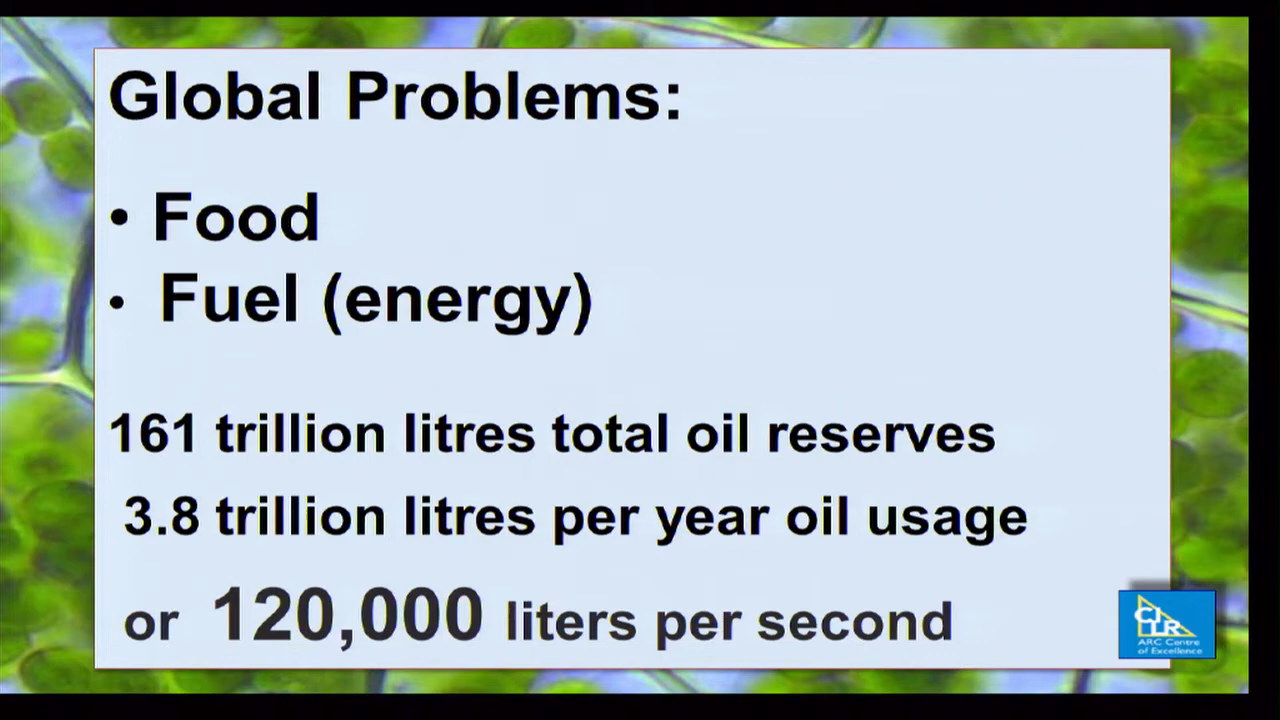 Global Problems:
• Food
• Fuel (energy)
161 trillion litres total oil reserves
3.8 trillion litres per year oil usage
or 120,000 liters per second
CILR
ARC Centre
of Excellence